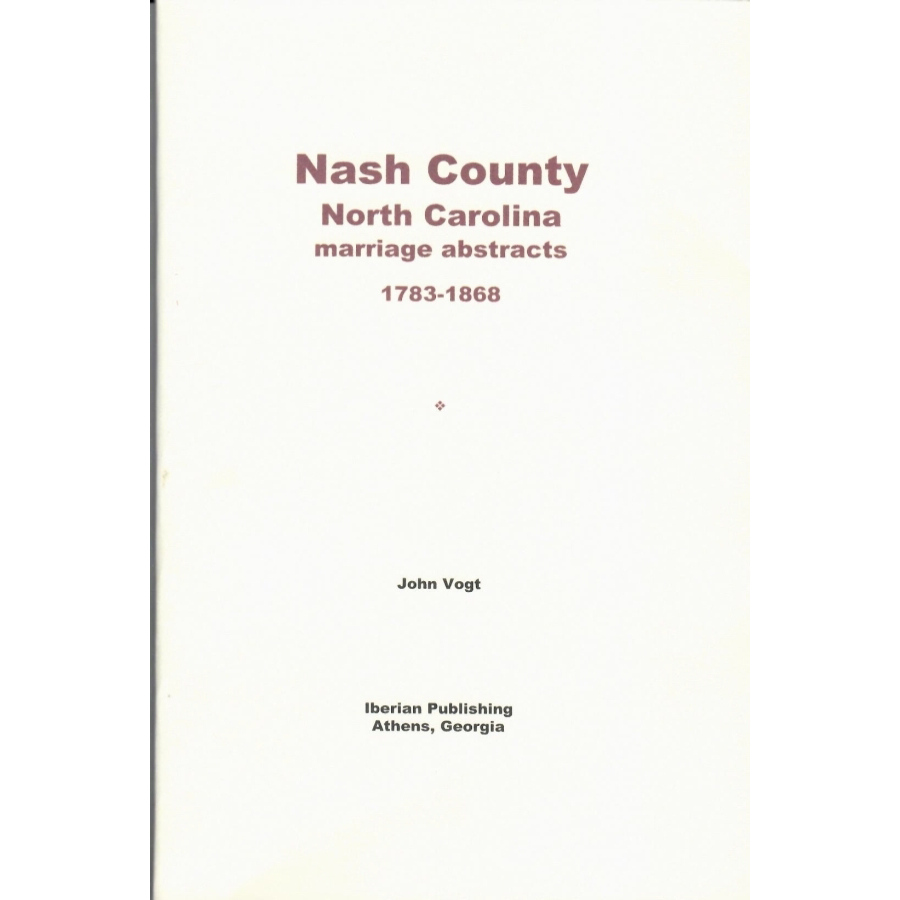 Nash County
North Carolina
marriage abstracts
1783-1868
John Vogt
Iberian Publishing
Athens, Georgia